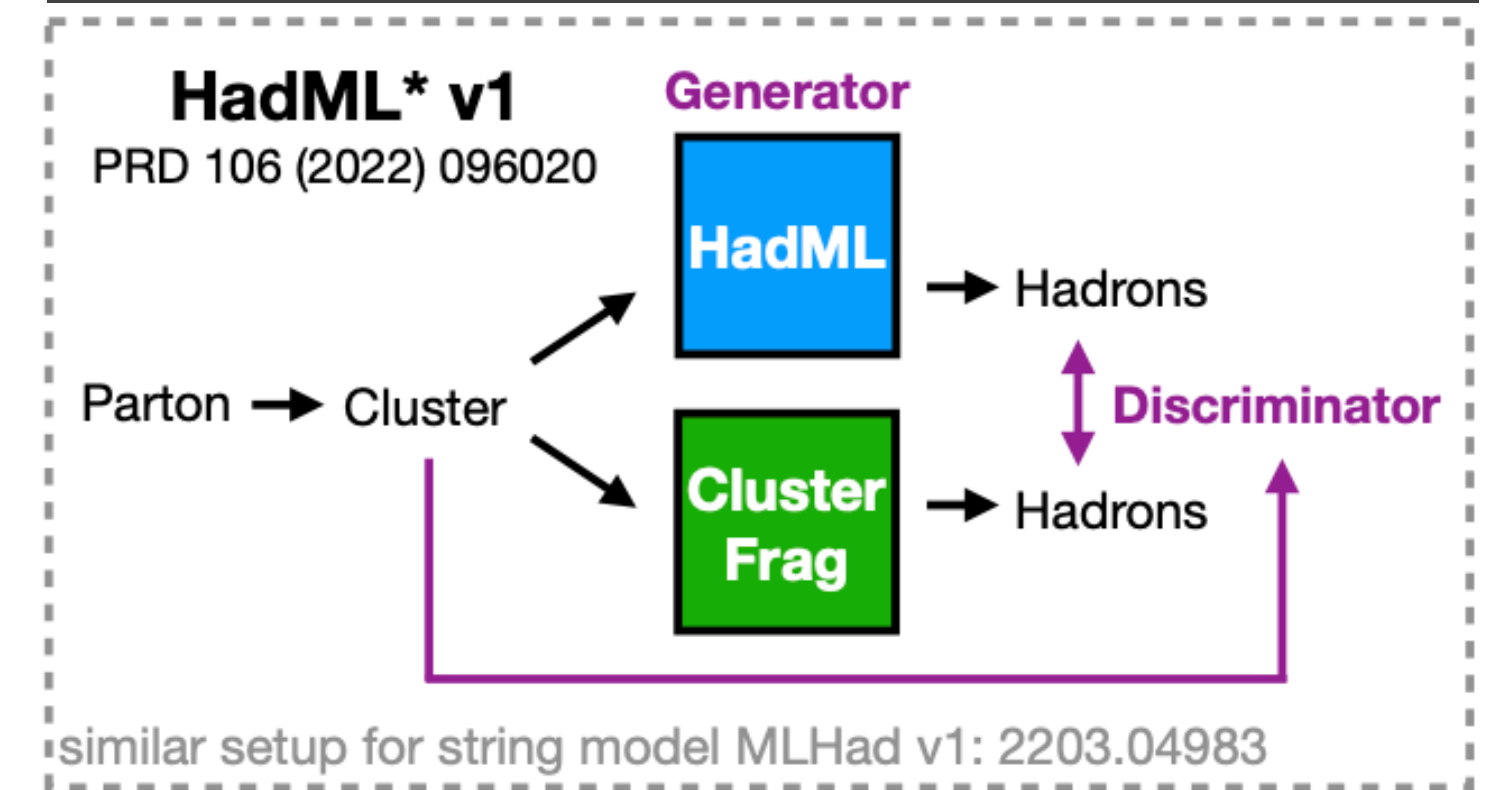 HadML* v1
PRD 106 (2022) 096020
Generator
HadML
Hadrons
Parton
Cluster
Discriminator
Cluster
Frag
Hadrons
similar setup for string model MLHad v1: 2203.04983